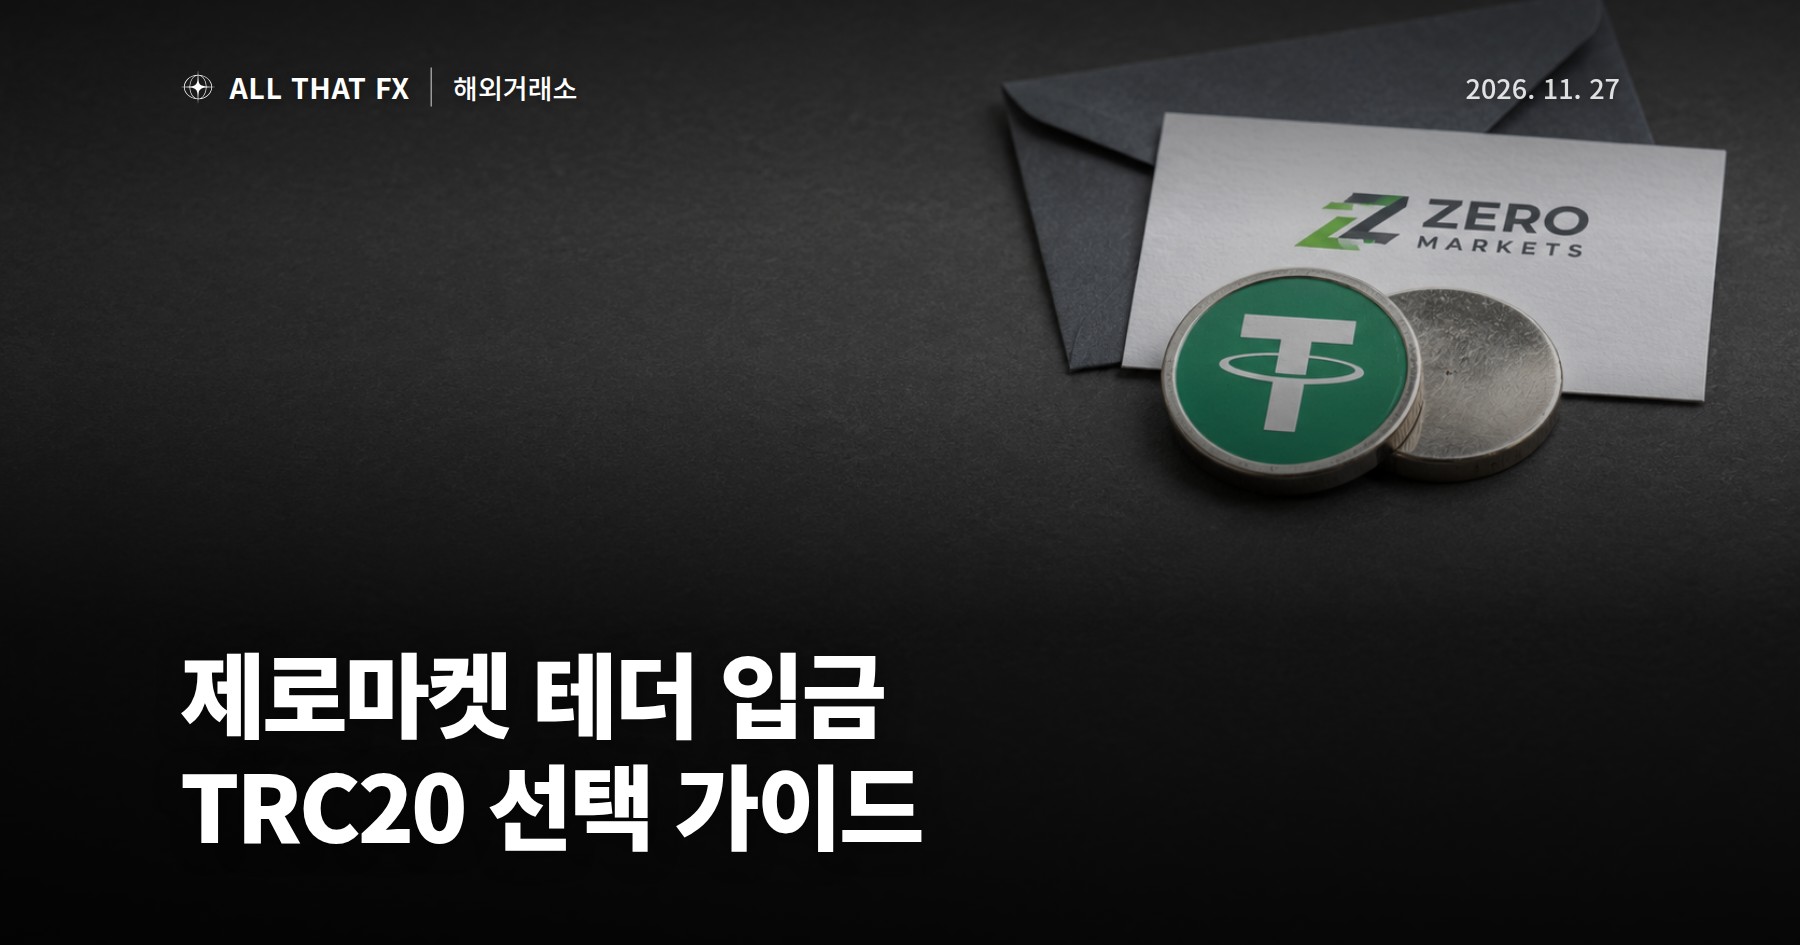 ALL THAT FX 해외거래소
2026. 11. 27
ZERO
MARKETS
제로마켓 테더 입금
TRC20 선택 가이드